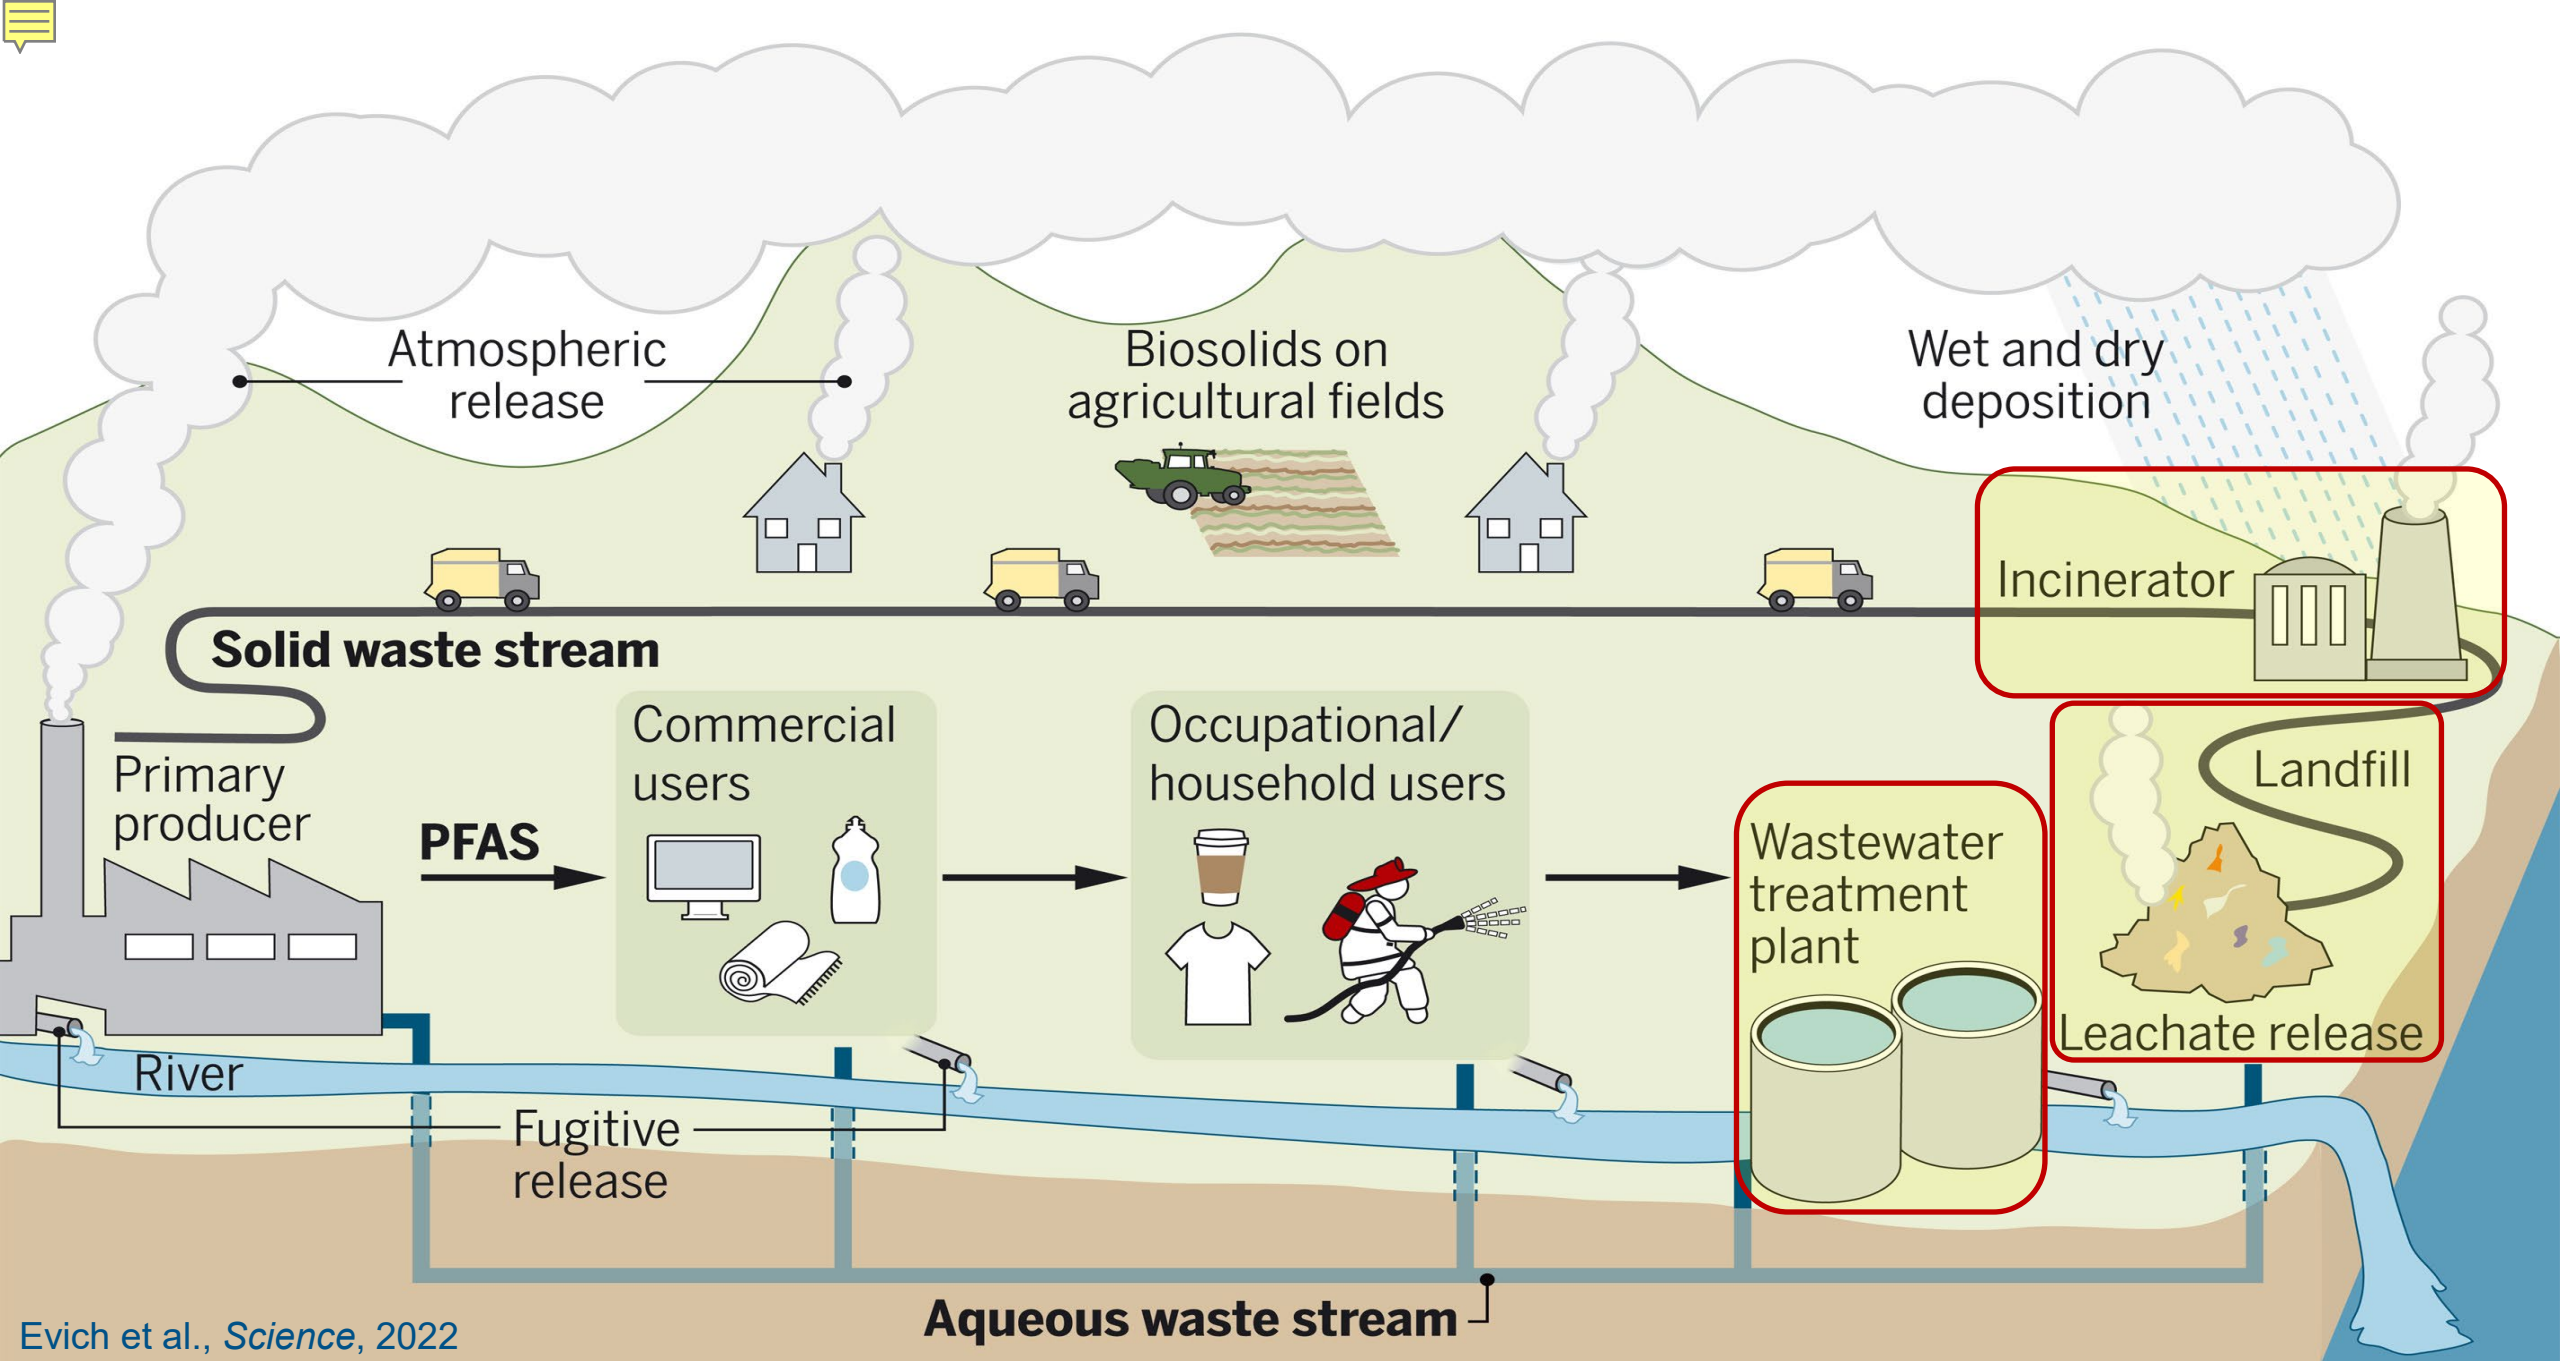 Atmospheric
release
Biosolids on
agricultural fields
Wet and dry
deposition
Incinerator
Solid waste stream
Primary
producer
PFAS
Commercial
users
Occupational/
household users
Wastewater
treatment
plant
Landfill
Leachate release
River
Fugitive
release
Aqueous waste stream
Evich et al., Science, 2022